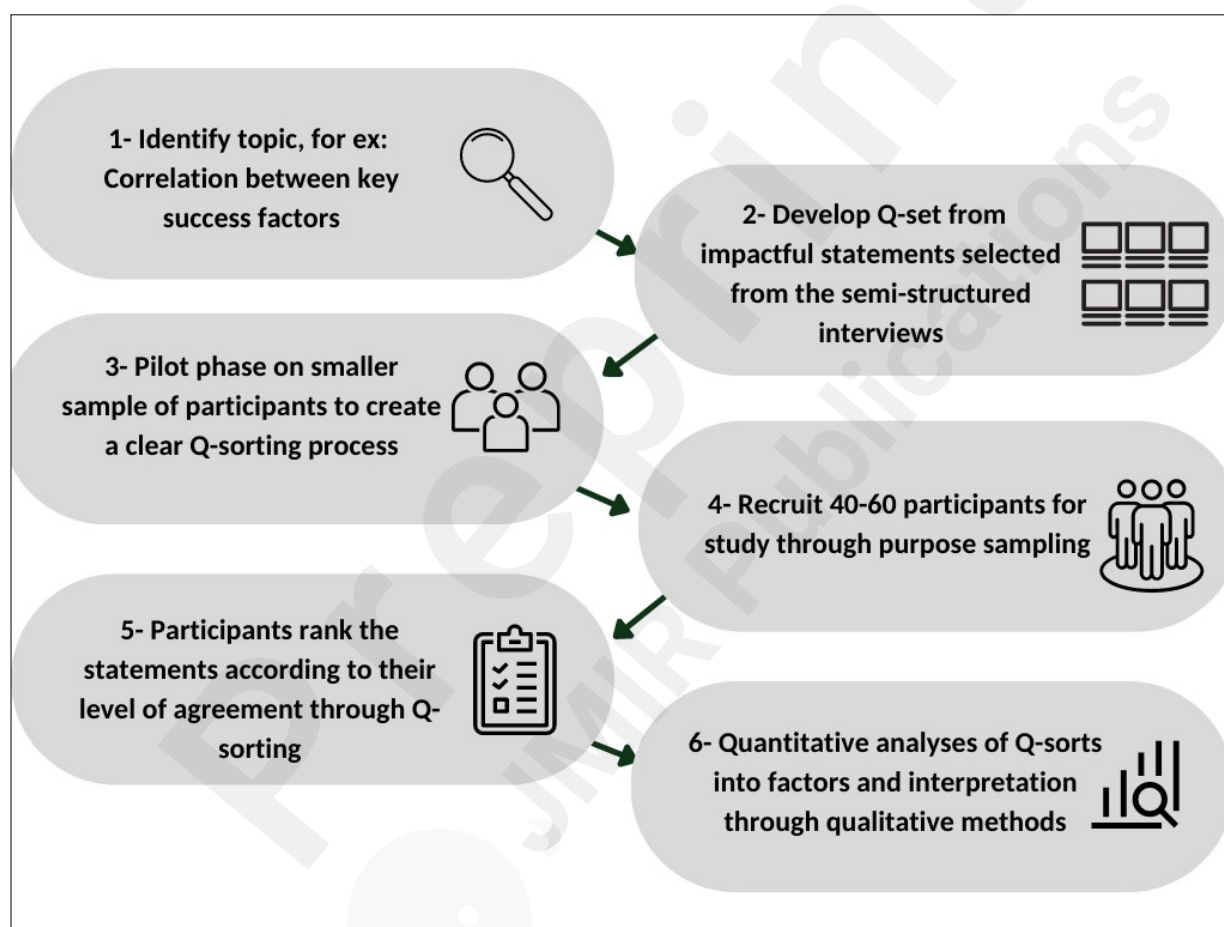 1- Identify topic, for ex:
Correlation between key
success factors
2- Develop Q-set from
impactful statements selected
from the semi-structured
interviews
3- Pilot phase on smaller
sample of participants to create
a clear Q-sorting process
4- Recruit 40-60 participants for
study through purpose sampling
5- Participants rank the
statements according to their
level of agreement through Q-
sorting
6- Quantitative analyses of Q-sorts
into factors and interpretation
through qualitative methods
Preprin
JMIR Publications